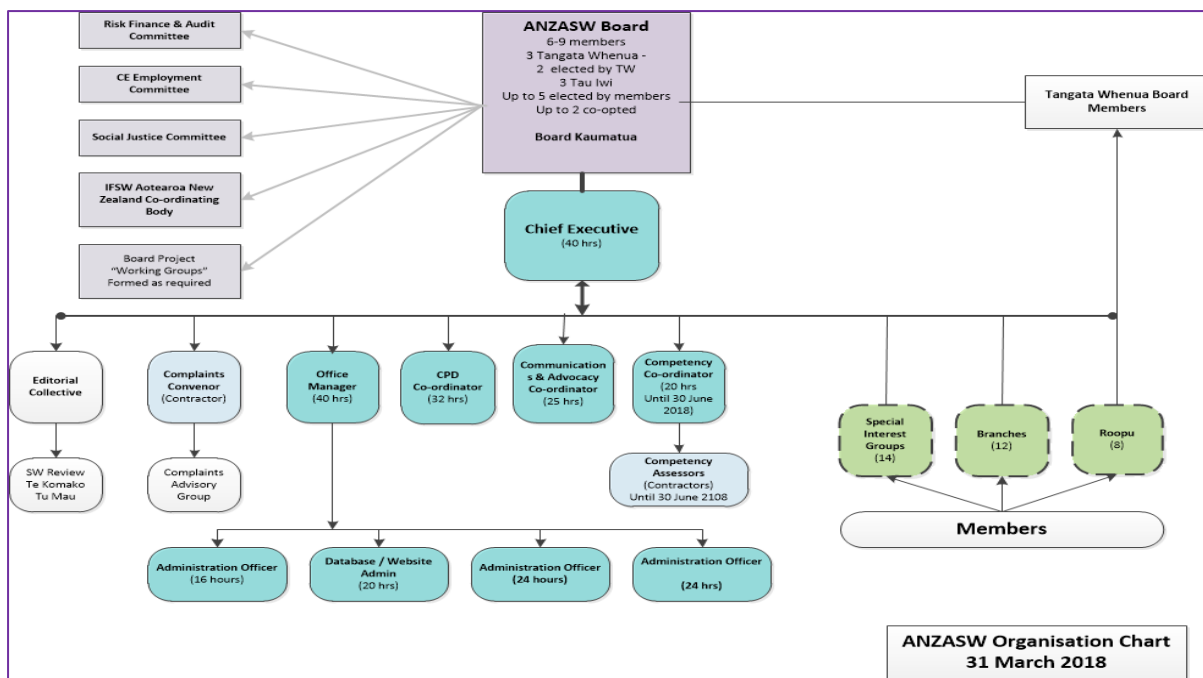 Risk Finance & Audit
Committee
CE Employment
Committee
Social Justice Committee
IFSW Aotearoa New
Zealand Co-ordinating
Body
Board Project
"Working Groups"
Formed as required
ANZASW Board
6-9 members
3 Tangata Whenua -
2 elected by TW
3 Tau Iwi
Up to 5 elected by members
Up to 2 co-opted
Board Kaumatua
Tangata Whenua Board
Members
Chief Executive
(40 hrs)
Editorial
Collective
Complaints
Convenor
(Contractor)
Office
Manager
(40 hrs)
CPD
Co-ordinator
(32 hrs)
Communication
s & Advocacy
Co-ordinator
(25 hrs)
Competency
Co-ordinator
(20 hrs
Until 30 June
2018)
Special
Interest
Groups
(14)
Branches
(12)
Roopu
(8)
SW Review
Te Komako
Tu Mau
Complaints
Advisory
Group
Competency
Assessors
(Contractors)
Until 30 June 2108
Members
Administration Officer
(16 hours)
Database / Website
Admin
(20 hrs)
Administration Officer
(24 hours)
Administration Officer
(24 hrs)
ANZASW Organisation Chart
31 March 2018